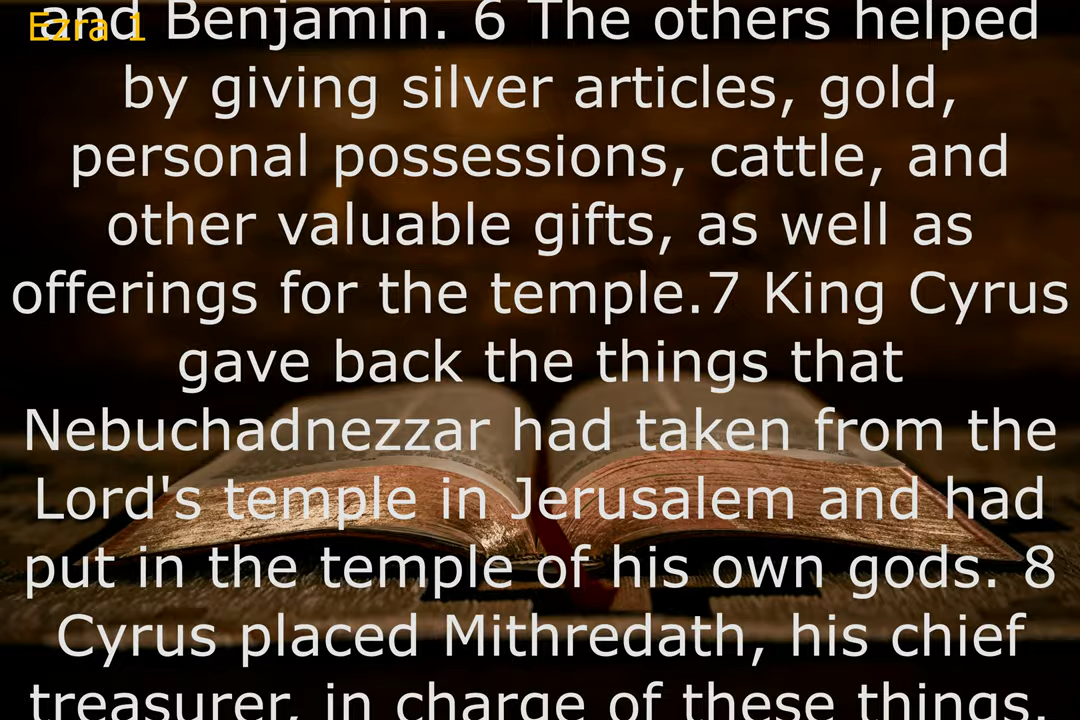 Ezra 1
and Benjamin. 6 The others helped
by giving silver articles, gold,
personal possessions, cattle, and
other valuable gifts, as well as
offerings for the temple.7 King Cyrus
gave back the things that
Nebuchadnezzar had taken from the
Lord's temple in Jerusalem and had
put in the temple of his own gods. 8
Cyrus placed Mithredath, his chief
treasurer, in charge of these things.